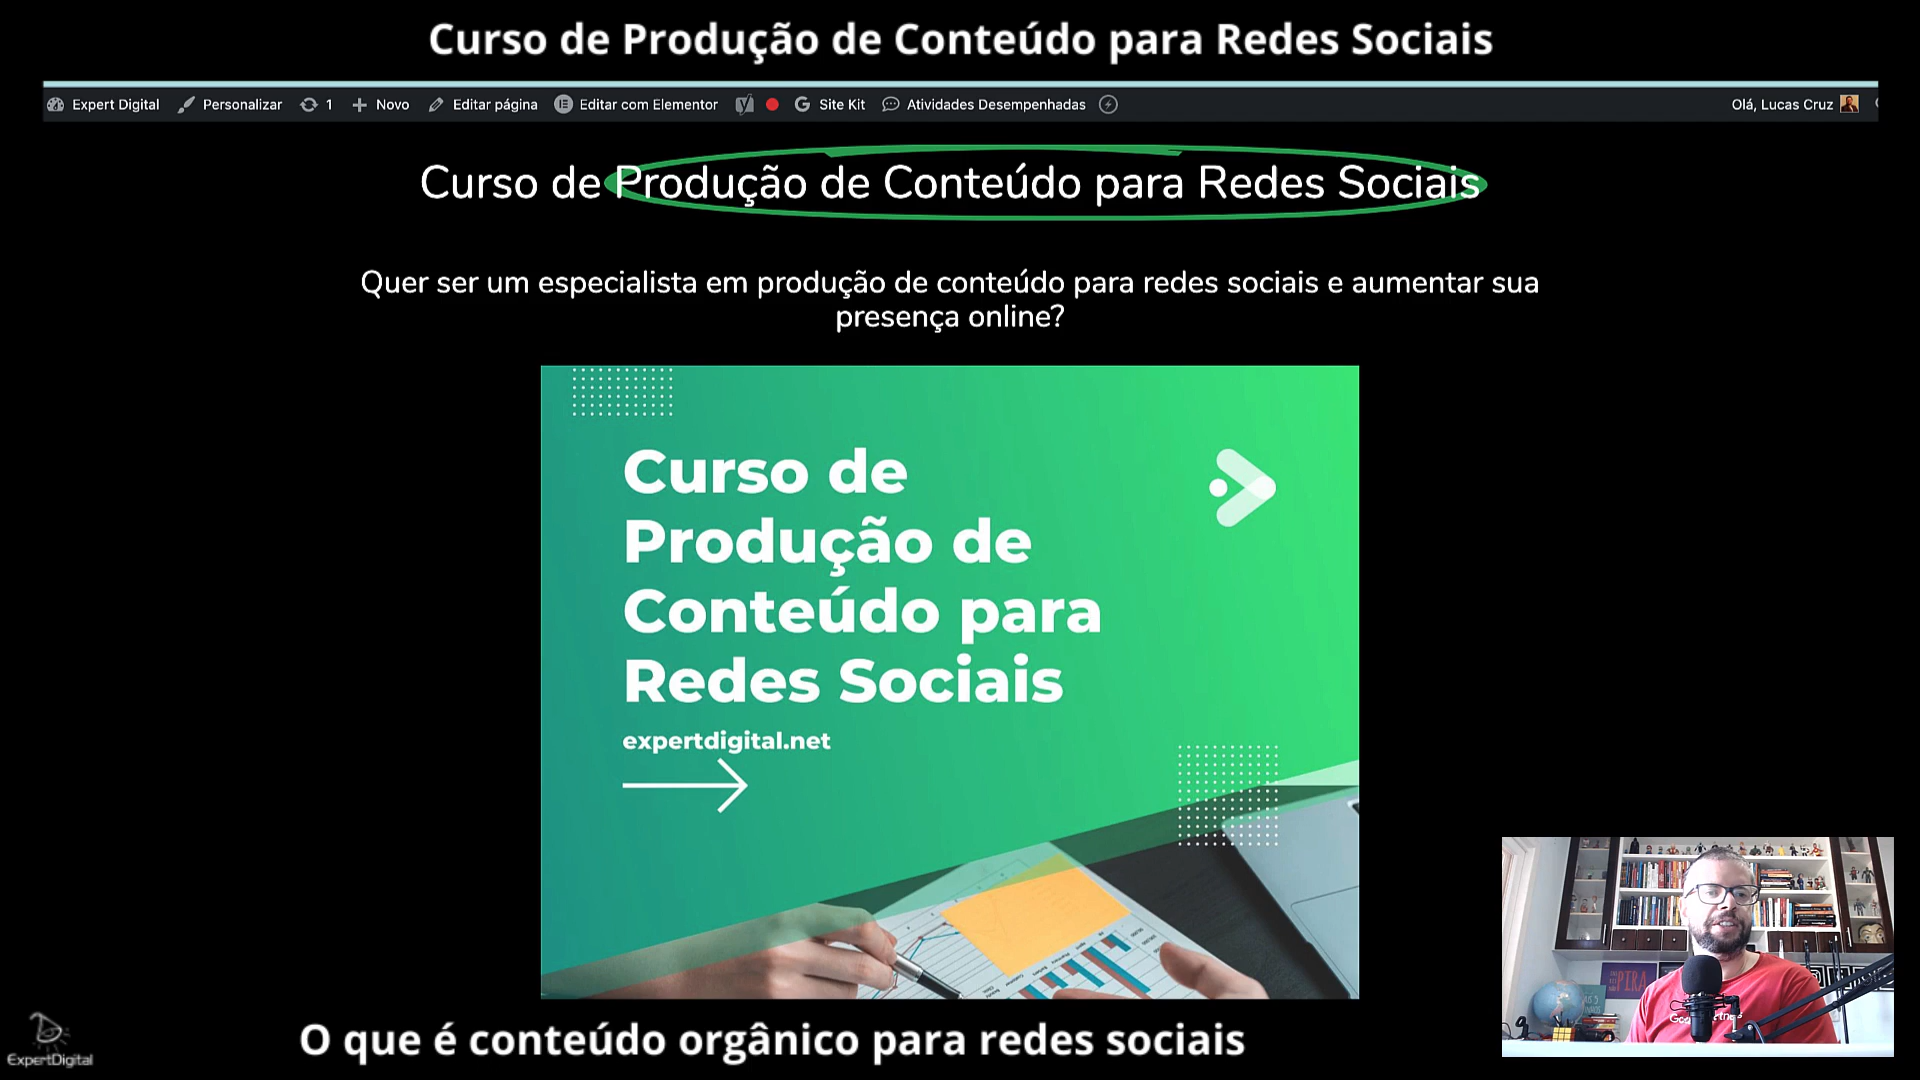 Curso de Produção de Conteúdo para Redes Sociais
Expert Digital Personalizar 1 Novo Editar página Editar com Elementor Site Kit Atividades Desempenhadas Olá, Lucas Cruz
Curso de Produção de Conteúdo para Redes Sociais
Quer ser um especialista em produção de conteúdo para redes sociais e aumentar sua
presença online?
Curso de
Produção de
Conteúdo para
Redes Sociais
expertdigital.net
PIRA
ExpertDigital
O que é conteúdo orgânico para redes sociais